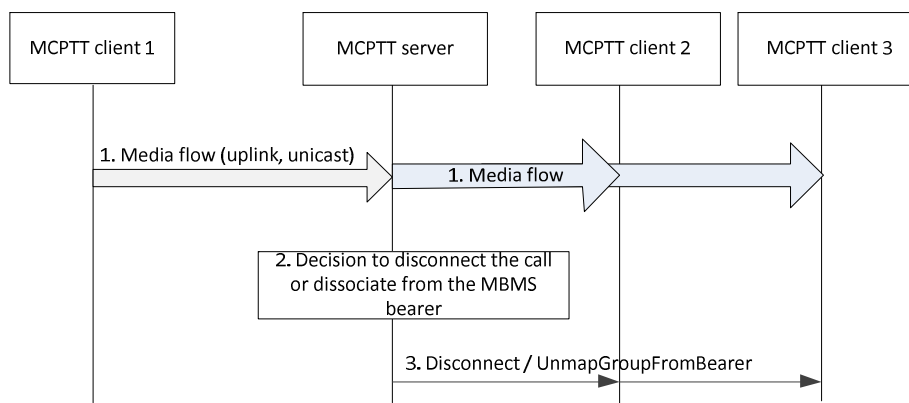 MCPTT client 1
MCPTT server
MCPTT client 2
MCPTT client 3
1. Media flow (uplink, unicast)
1. Media flow
2. Decision to disconnect the call
or dissociate from the MBMS
bearer
3. Disconnect / UnmapGroupFromBearer